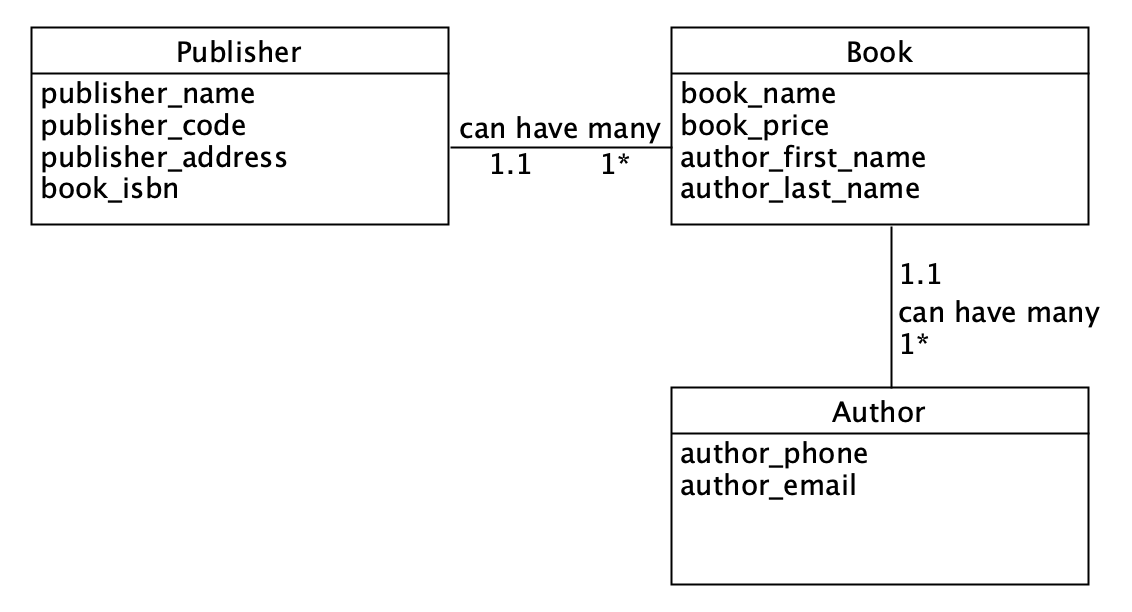 Publisher
publisher_name
publisher_code
publisher_address
book_isbn
can have many
1.1 1*
Book
book_name
book_price
author_first_name
author_last_name
1.1
can have many
1*
Author
author_phone
author_email